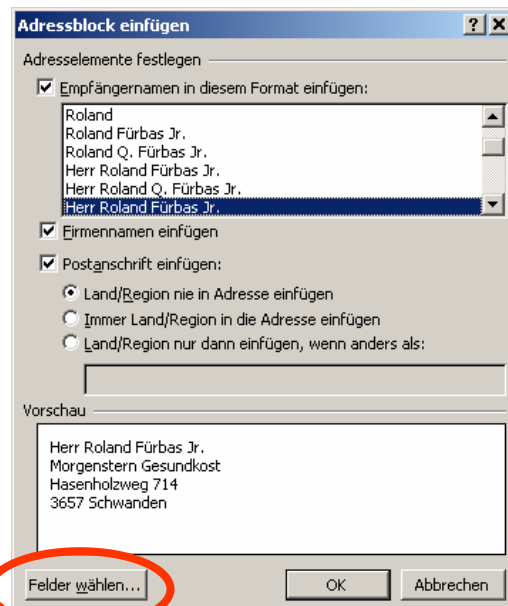 Adressblock einfügen
Adresselemente festlegen
Empfängernamen in diesem Format einfügen:
Roland
Roland Fürbas Jr.
Roland Q. Fürbas Jr.
Herr Roland Fürbas Jr.
Herr Roland Q. Fürbas Jr.
Herr Roland Fürbas Jr.
Firmennamen einfügen
Postanschrift einfügen:
Land/Region nie in Adresse einfügen
Immer Land/Region in die Adresse einfügen
Land/Region nur dann einfügen, wenn anders als:
Vorschau
Herr Roland Fürbas Jr.
Morgenstern Gesundkost
Hasenholzweg 714
3657 Schwanden
Felder wählen... OK Abbrechen